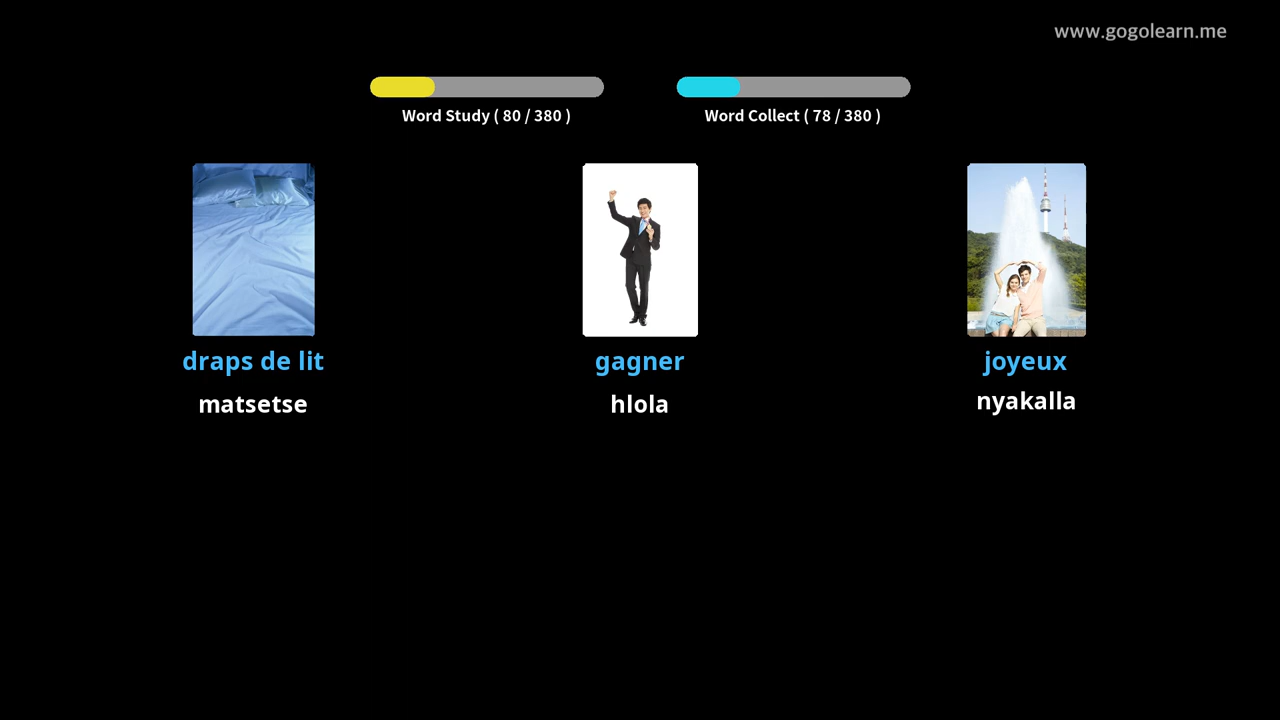 www.gogolearn.me
Word Study ( 80 / 380 )
Word Collect ( 78 / 380 )
draps de lit
matsetse
gagner
hlola
joyeux
nyakalla